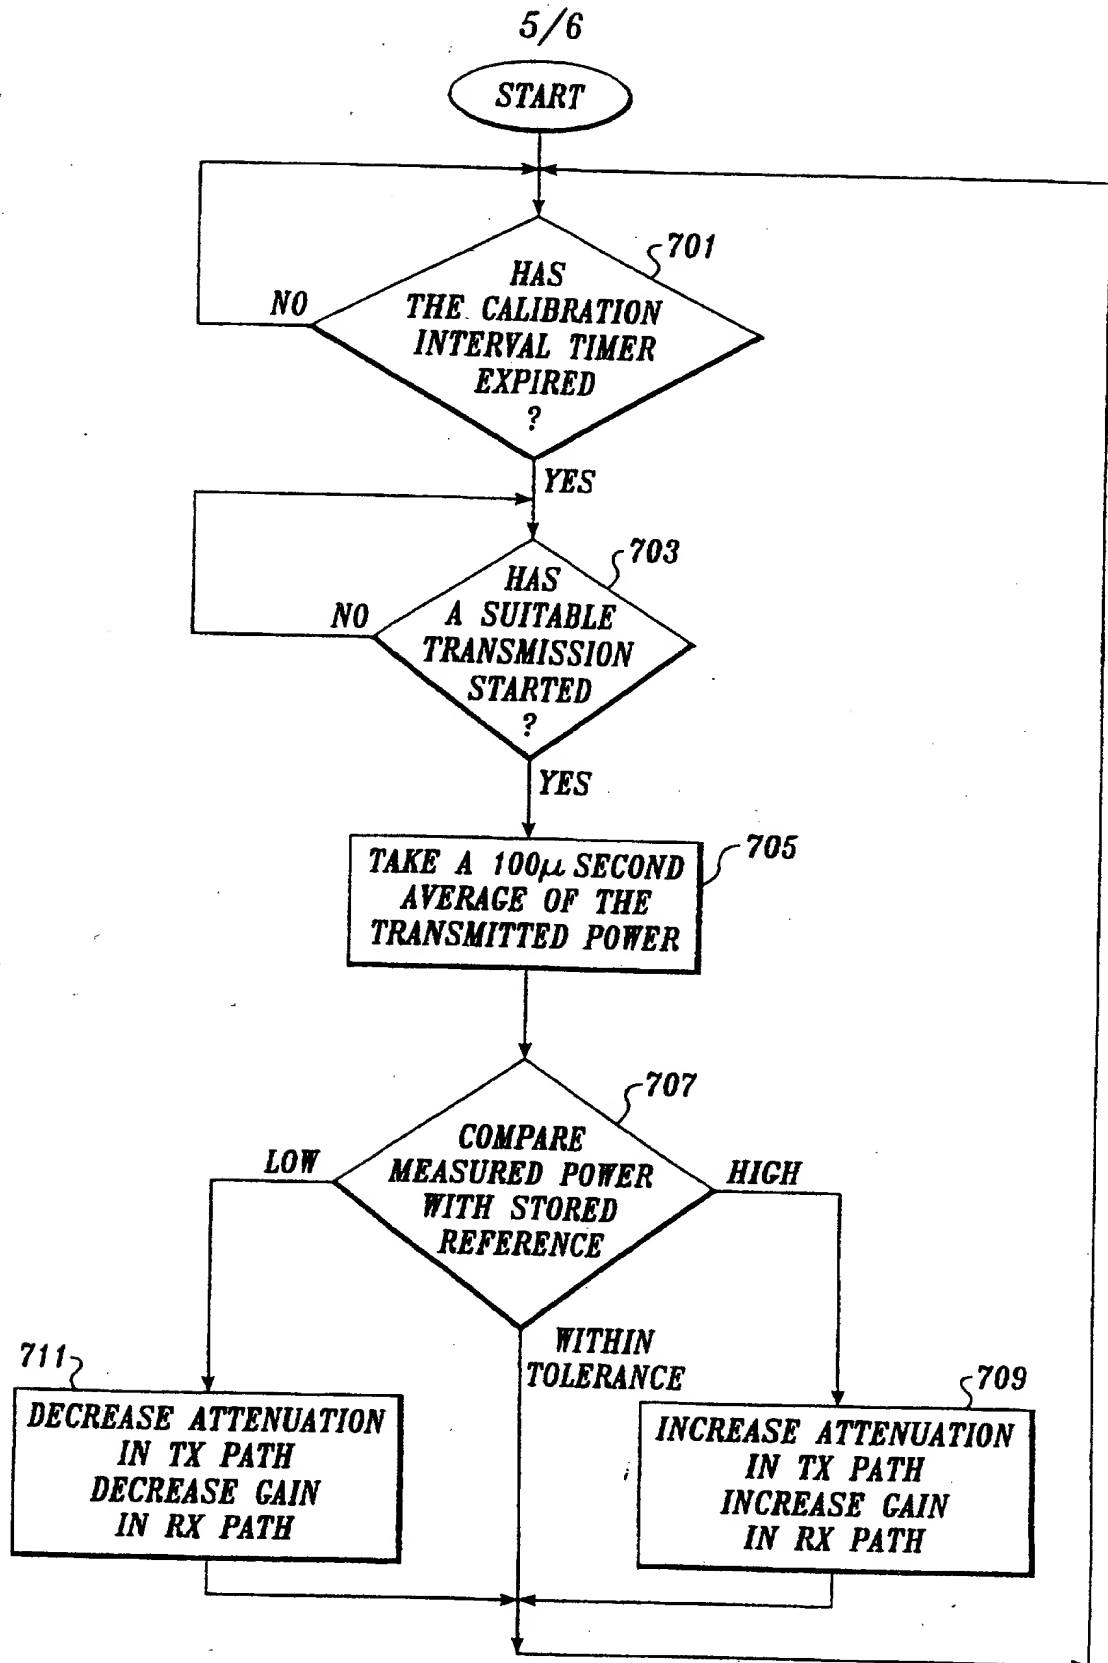 5/6
START
701
HAS
THE CALIBRATION
INTERVAL TIMER
EXPIRED
?
NO
YES
703
HAS
A SUITABLE
TRANSMISSION
STARTED
?
NO
YES
705
TAKE A 100μ SECOND
AVERAGE OF THE
TRANSMITTED POWER
707
COMPARE
MEASURED POWER
WITH STORED
REFERENCE
LOW
HIGH
WITHIN
TOLERANCE
711
DECREASE ATTENUATION
IN TX PATH
DECREASE GAIN
IN RX PATH
709
INCREASE ATTENUATION
IN TX PATH
INCREASE GAIN
IN RX PATH